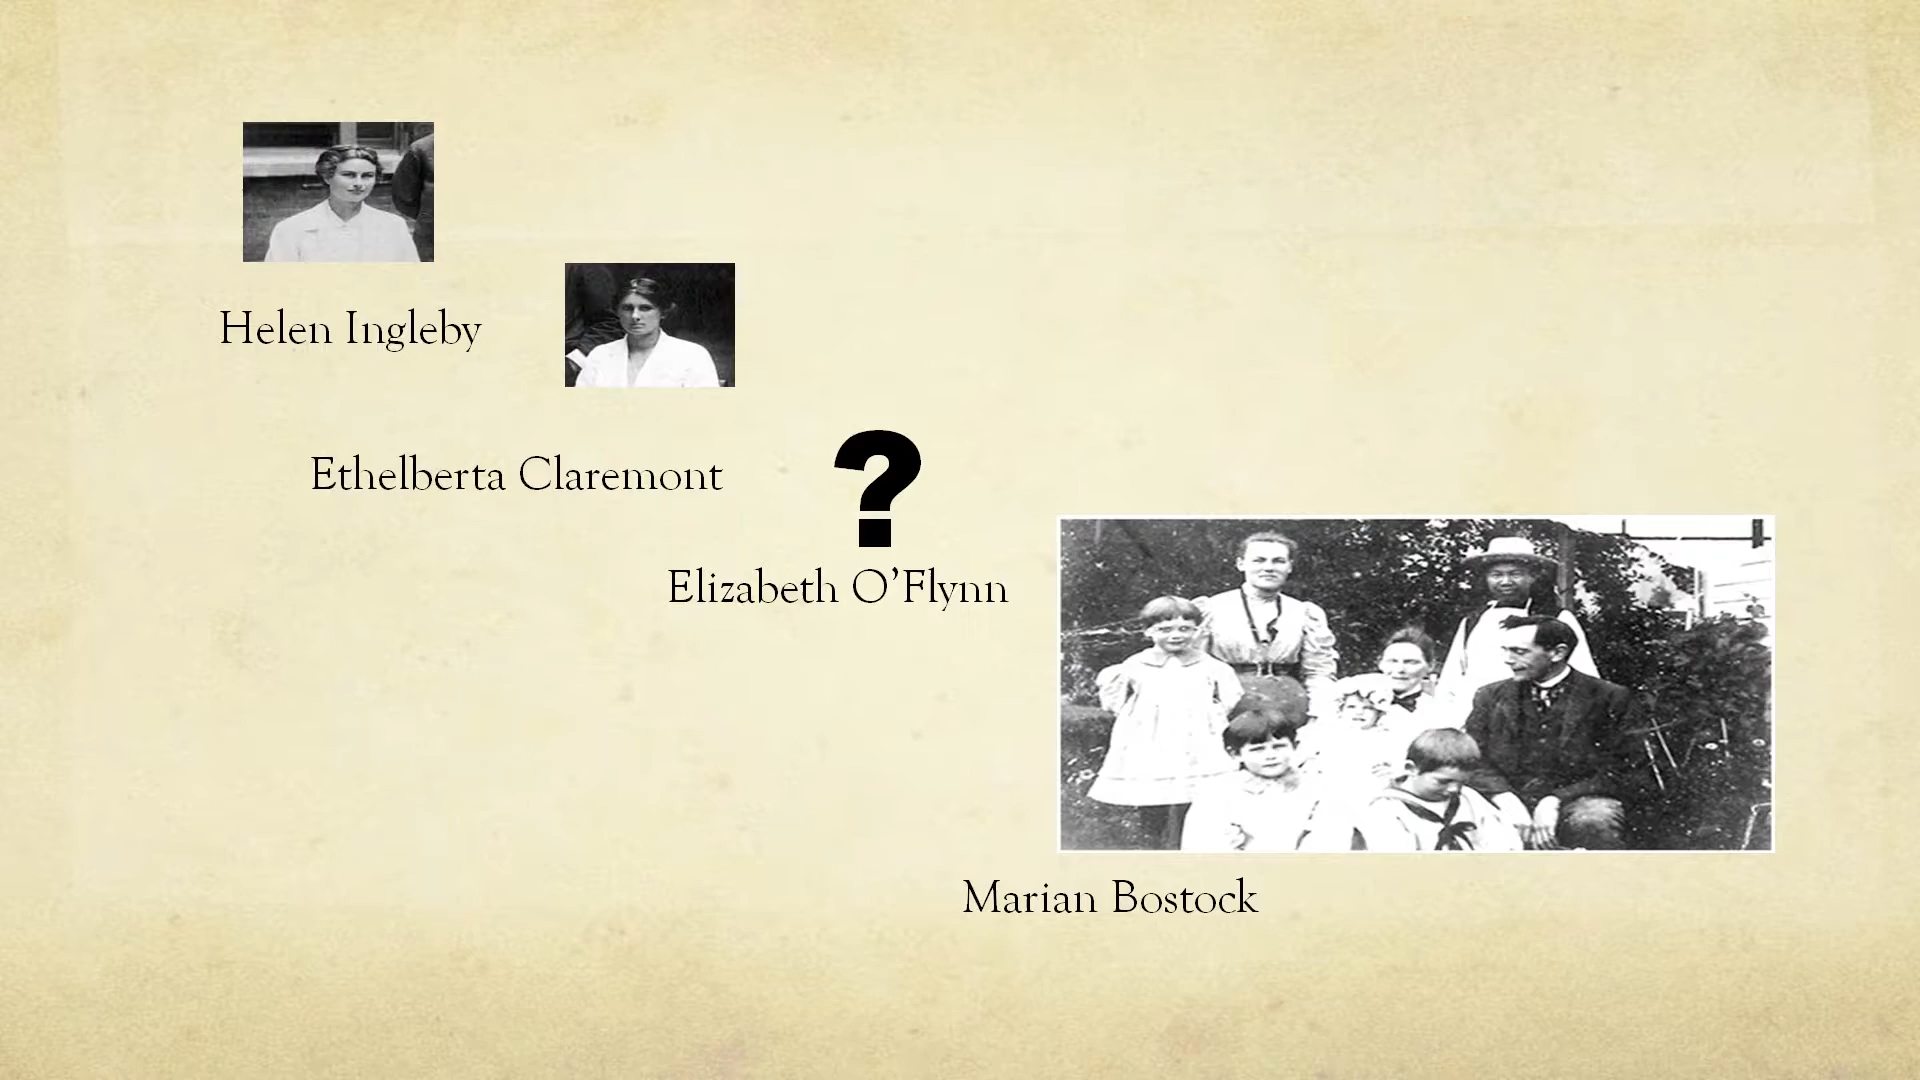 Helen Ingleby
Ethelberta Claremont
?
Elizabeth O’Flynn
Marian Bostock